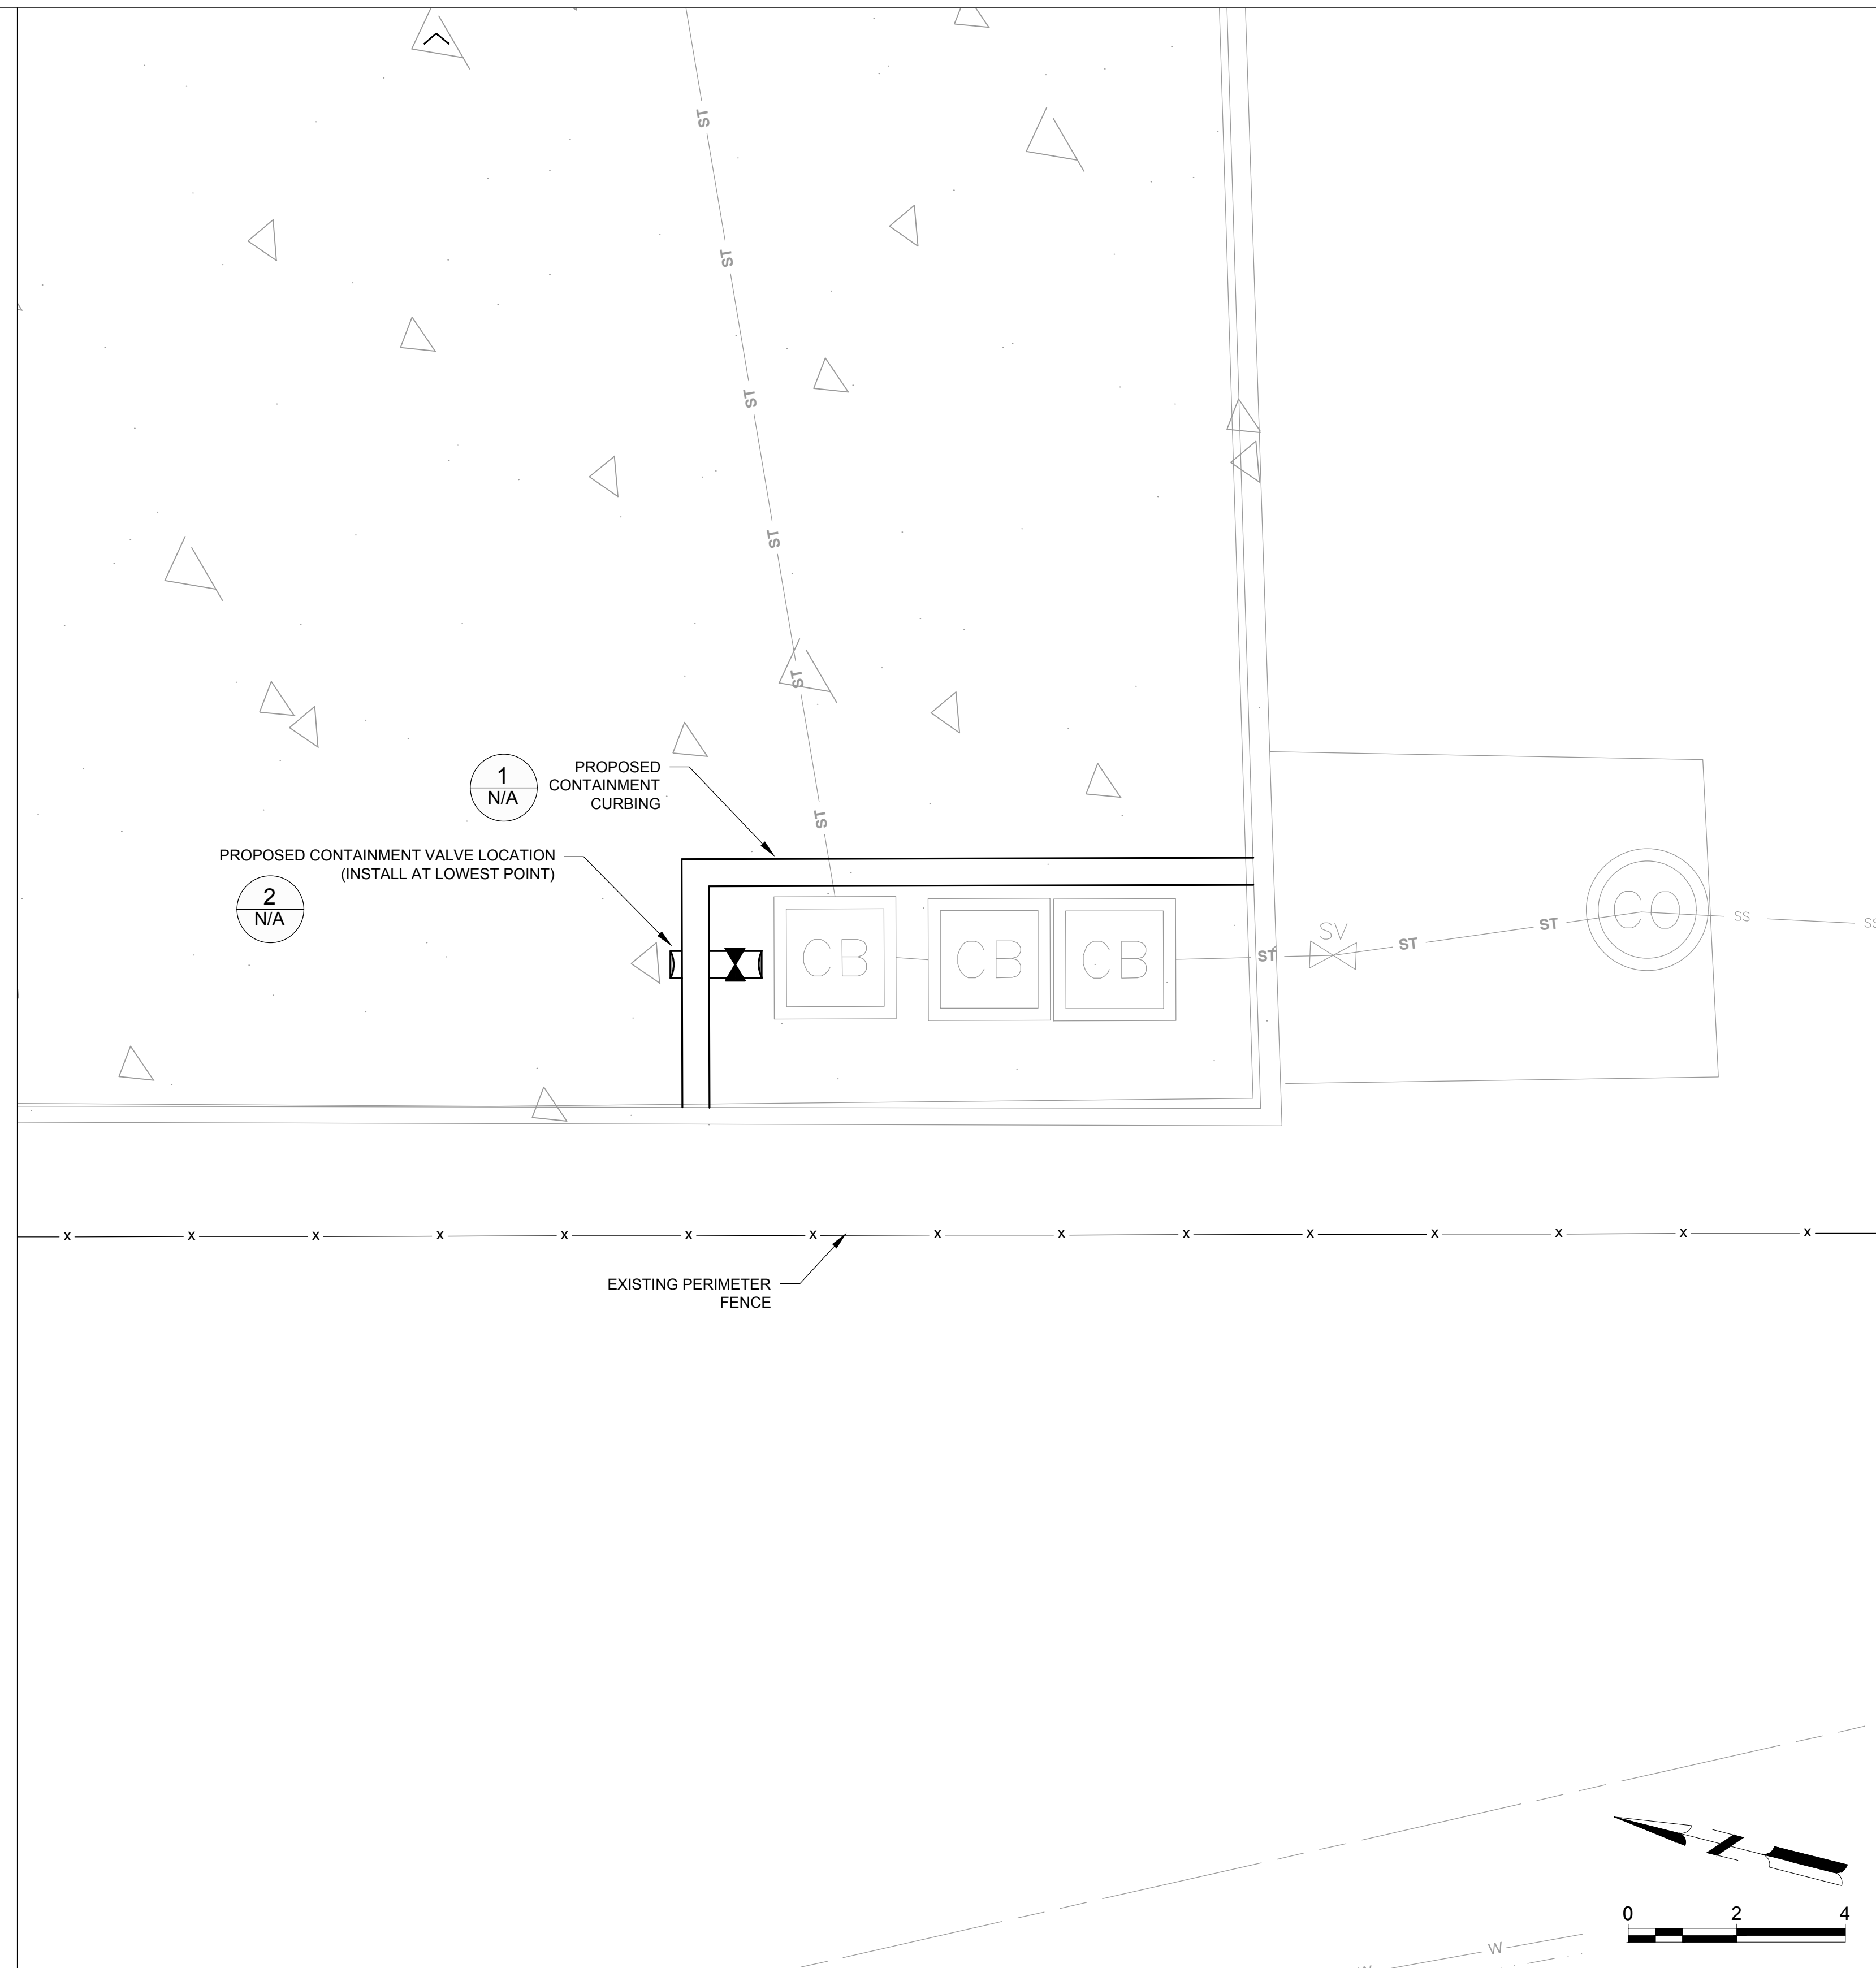 ST
ST
ST
ST
ST
ST
1
N/A
PROPOSED
CONTAINMENT
CURBING
PROPOSED CONTAINMENT VALVE LOCATION
(INSTALL AT LOWEST POINT)
2
N/A
CB
CB
CB
ST
SV
ST
ST
CO
SS
SS
x x x x x x x x x x x x x x x
EXISTING PERIMETER
FENCE
0 2 4
W